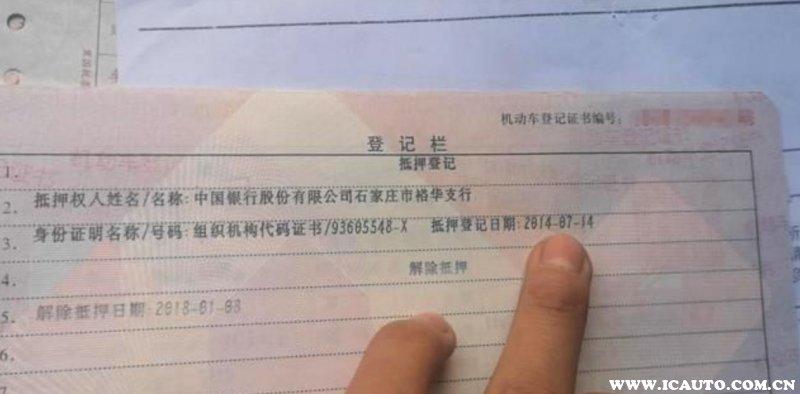 机动车登记证书编号:
登记栏
1. 抵押登记
2. 抵押权人姓名/名称:中国银行股份有限公司石家庄市裕华支行
3. 身份证明名称/号码:组织机构代码证书/93605548-X 抵押登记日期:2014-07-14
4. 解除抵押
5. 解除抵押日期:2018-01-08
6.
7
WWW.ICAUTO.COM.CN